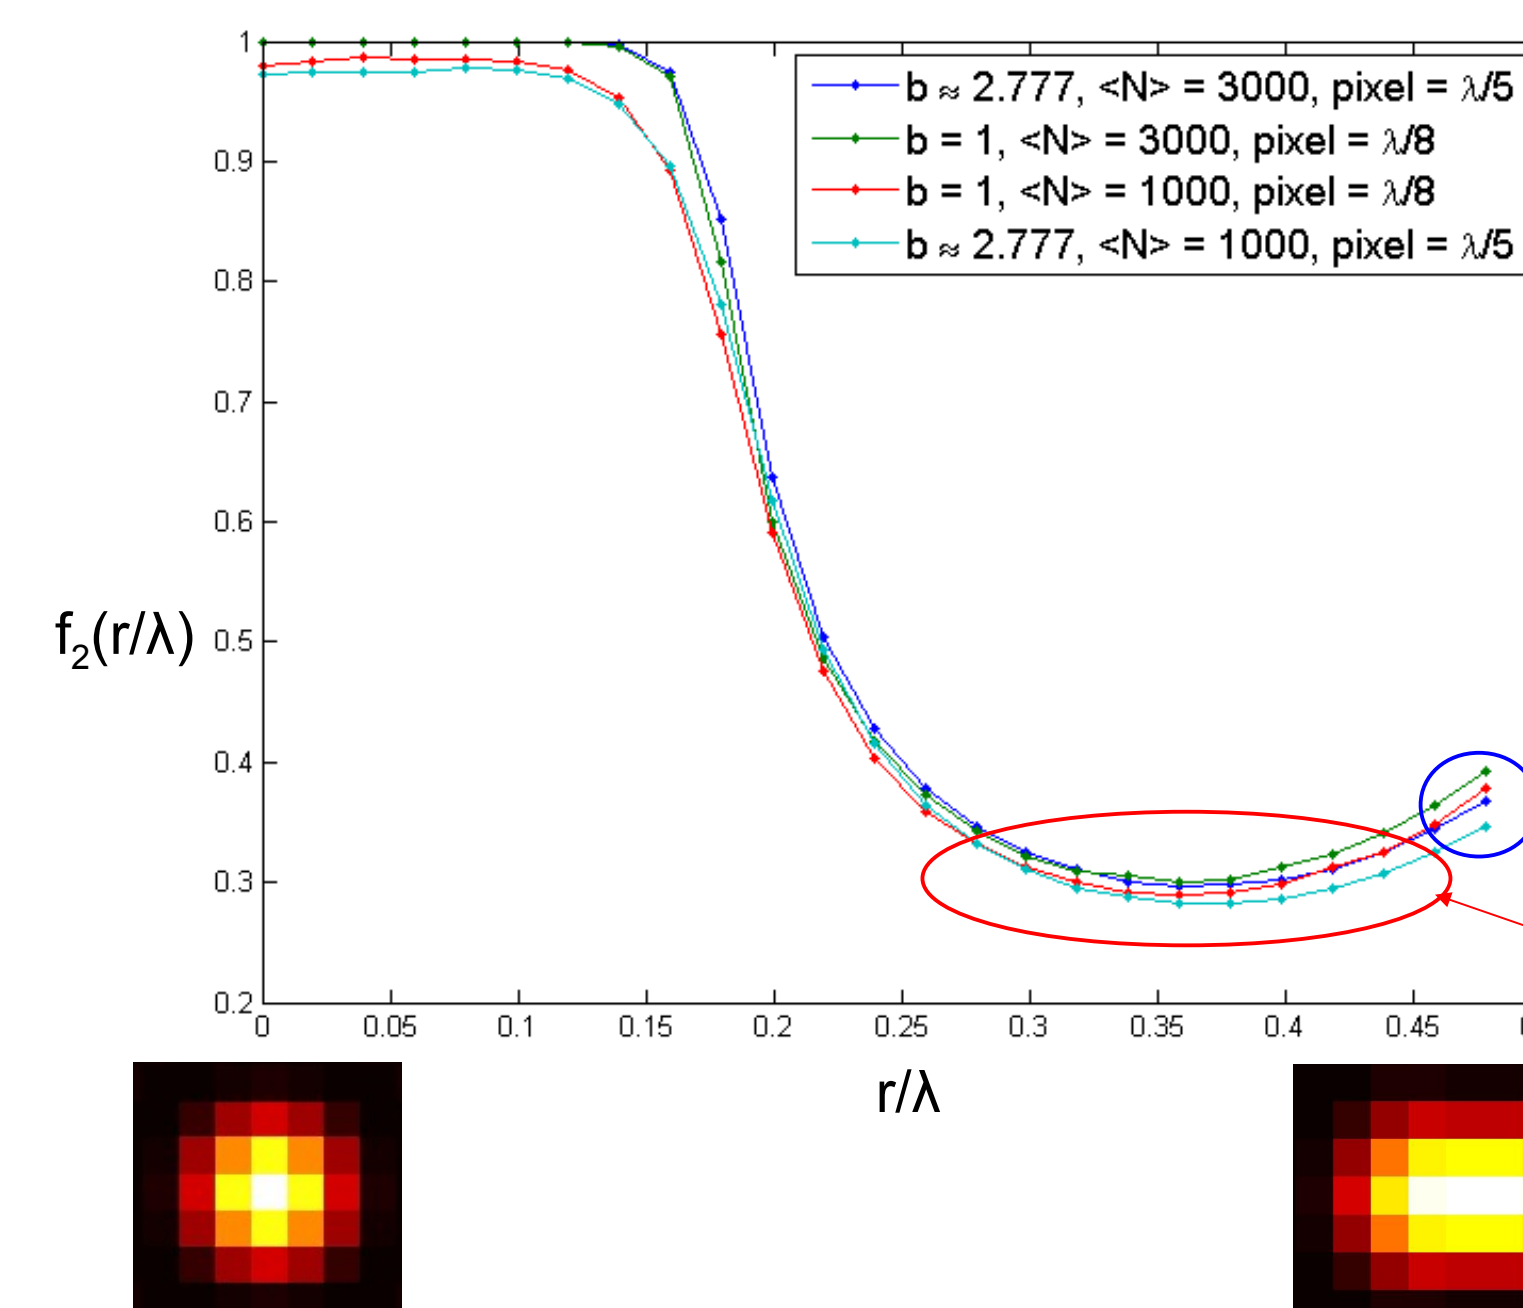 1
b ≈ 2.777, <N> = 3000, pixel = λ/5
b = 1, <N> = 3000, pixel = λ/8
b = 1, <N> = 1000, pixel = λ/8
b ≈ 2.777, <N> = 1000, pixel = λ/5
0.9
0.8
0.7
0.6
f₂(r/λ)
0.5
0.4
0.3
0.2
0 0.05 0.1 0.15 0.2 0.25 0.3 0.35 0.4 0.45
r/λ